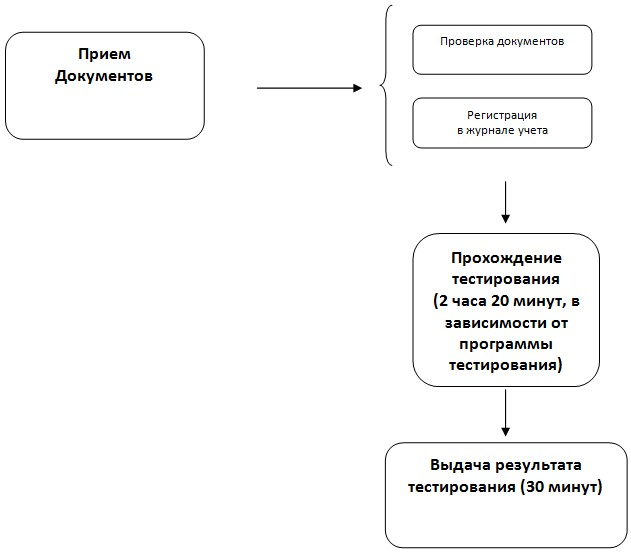 Прием
Документов
Проверка документов
Регистрация
в журнале учета
Прохождение
тестирования
(2 часа 20 минут, в
зависимости от
программы
тестирования)
Выдача результата
тестирования (30 минут)